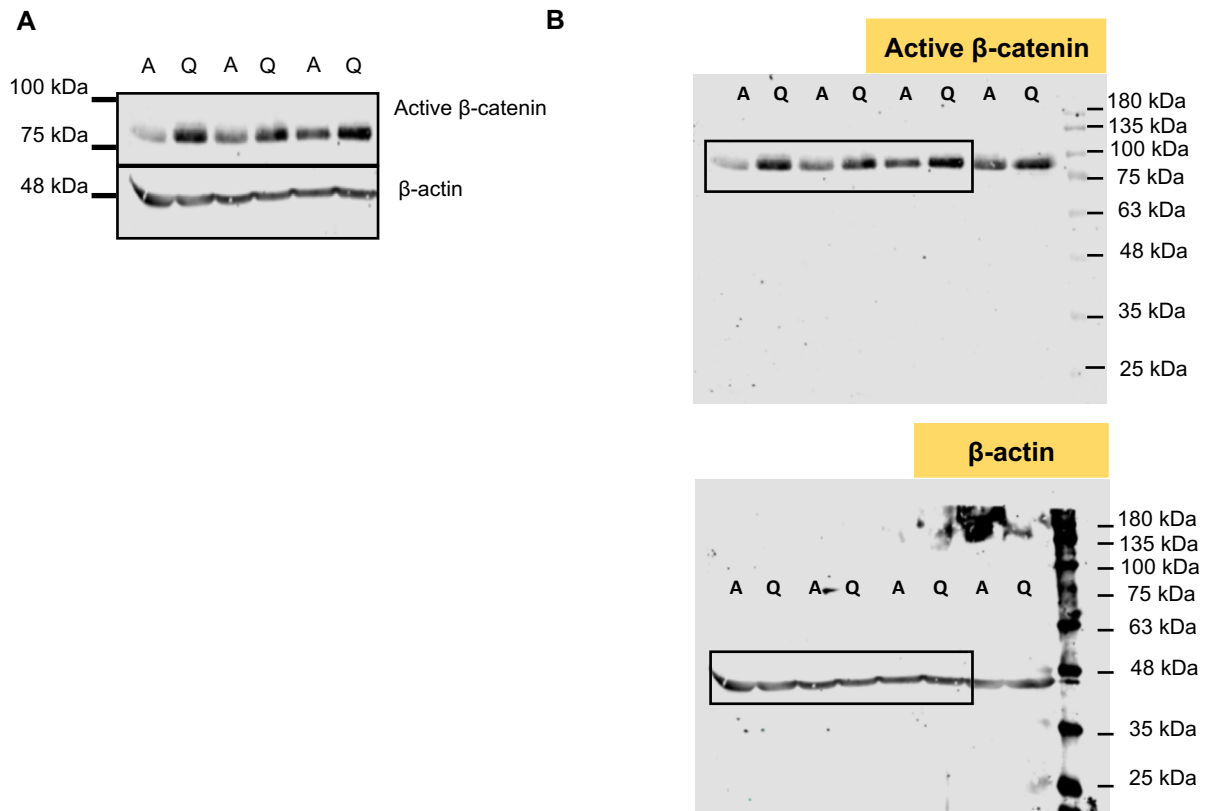 A
A Q A Q A Q
100 kDa
75 kDa
48 kDa
Active β-catenin
β-actin
B
Active β-catenin
A Q A Q A Q A Q
180 kDa
135 kDa
100 kDa
75 kDa
63 kDa
48 kDa
35 kDa
25 kDa
β-actin
A Q A Q A Q A Q
180 kDa
135 kDa
100 kDa
75 kDa
63 kDa
48 kDa
35 kDa
25 kDa